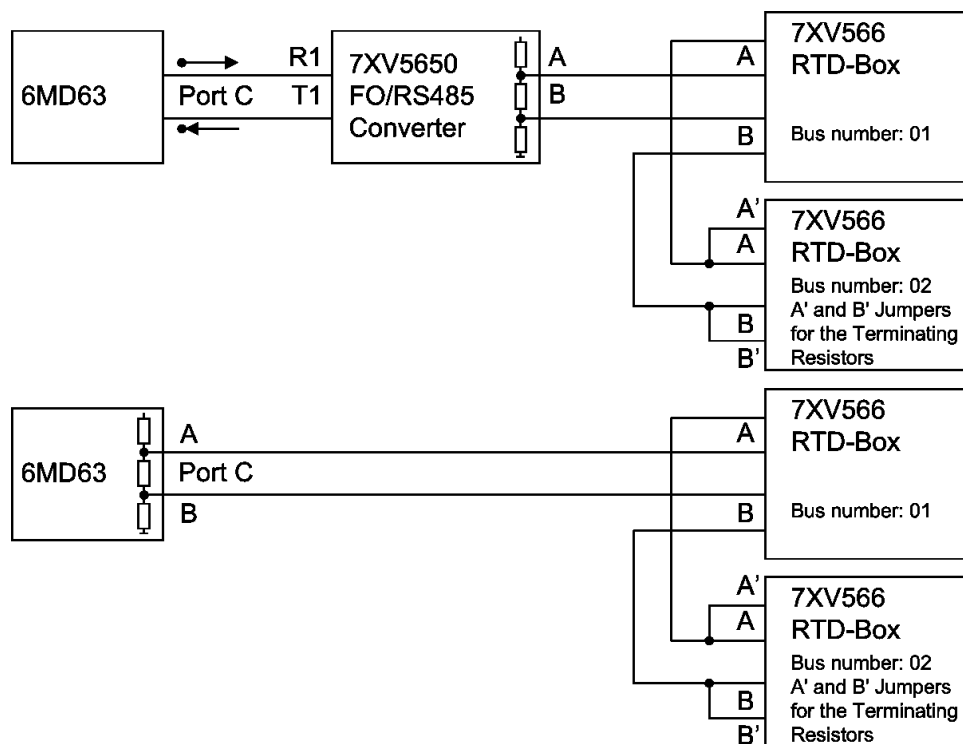 6MD63
R1
Port C
T1
7XV5650
FO/RS485
Converter
A
B
A
B
7XV566
RTD-Box
Bus number: 01
A'
A
B
B'
7XV566
RTD-Box
Bus number: 02
A' and B' Jumpers
for the Terminating
Resistors
6MD63
A
Port C
B
A
B
7XV566
RTD-Box
Bus number: 01
A'
A
B
B'
7XV566
RTD-Box
Bus number: 02
A' and B' Jumpers
for the Terminating
Resistors